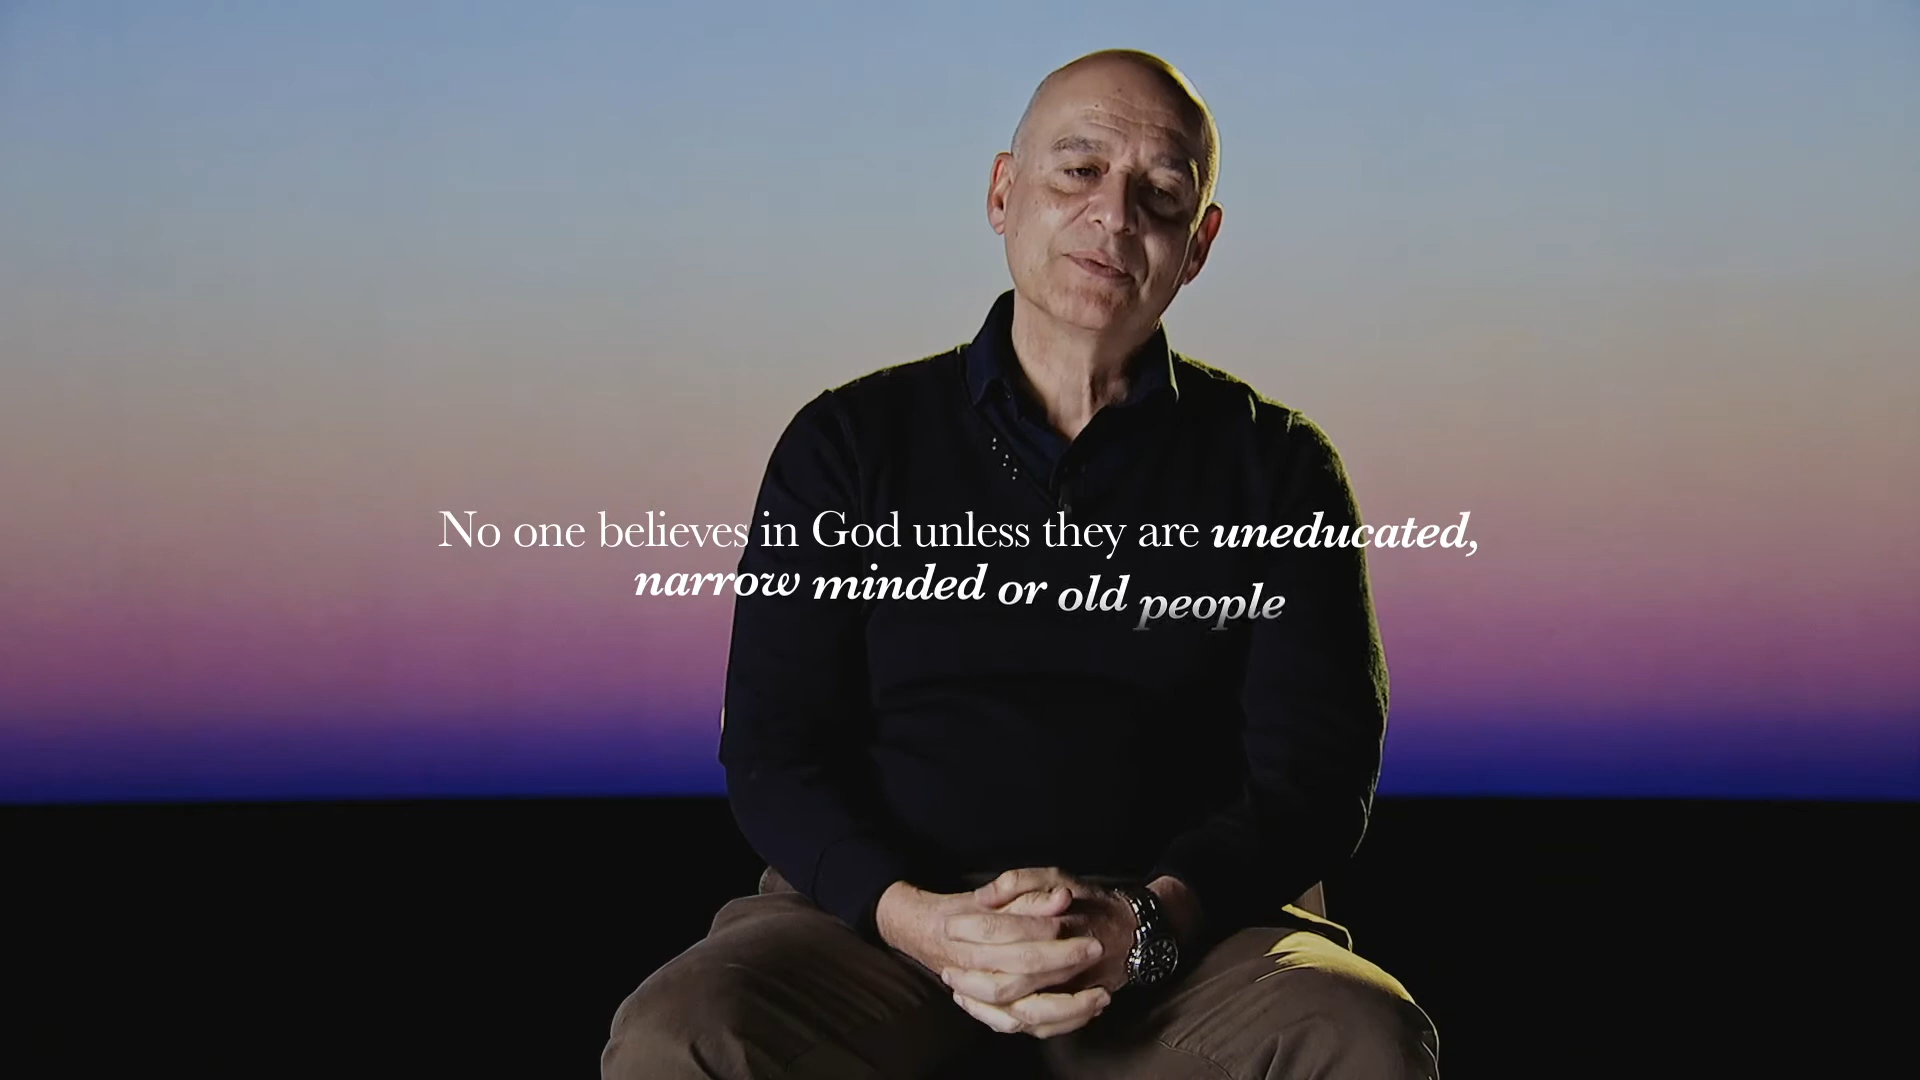 No one believes in God unless they are uneducated,
narrow minded or old people